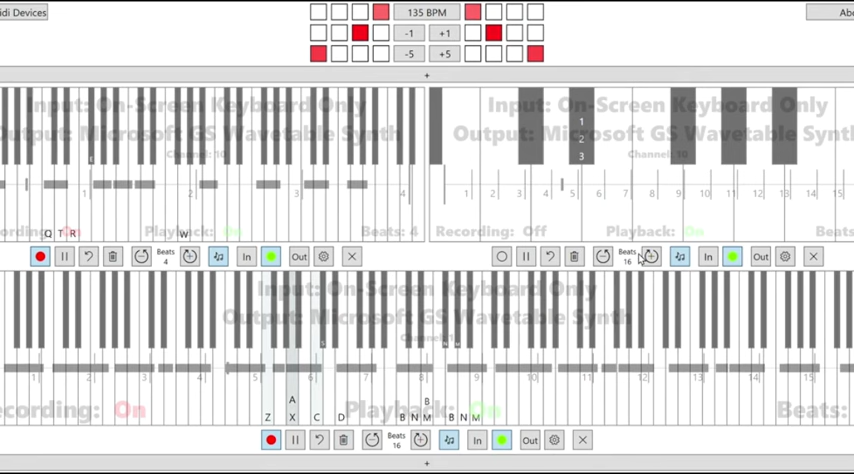 idi Devices
135 BPM
Abo
-1 +1
-5 +5
+
Input: On-Screen Keyboard Only
Output: Microsoft GS Wavetable Synth
Channel: 10
1 2 3 4
Q T R
W
cording: On
Playback: On
Beats: 4
Beats
4
In
Out
Input: On-Screen Keyboard Only
Output: Microsoft GS Wavetable Synth
Channel: 10
1
2
3
1 2 3 4 5 6 7 8 9 10 11 12 13 14 15
Recording: Off
Playback: On
Beats
Beats
16
In
Out
Input: On-Screen Keyboard Only
Output: Microsoft GS Wavetable Synth
1 2 3 4 5 6 7 8 9 10 11 12 13 14 15
A
B
Z X C D B N M B N M
ecording: On
Playback: On
Beats:
Beats
16
In
Out
+